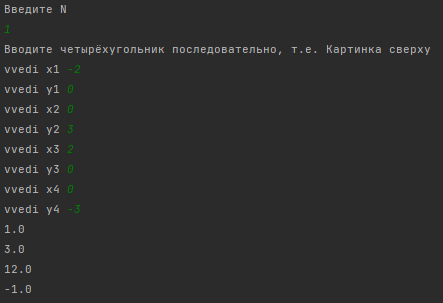 Введите N
1
Вводите четырёхугольник последовательно, т.е. Картинка сверху
vvedi x1 -2
vvedi y1 0
vvedi x2 0
vvedi y2 3
vvedi x3 2
vvedi y3 0
vvedi x4 0
vvedi y4 -3
1.0
3.0
12.0
-1.0